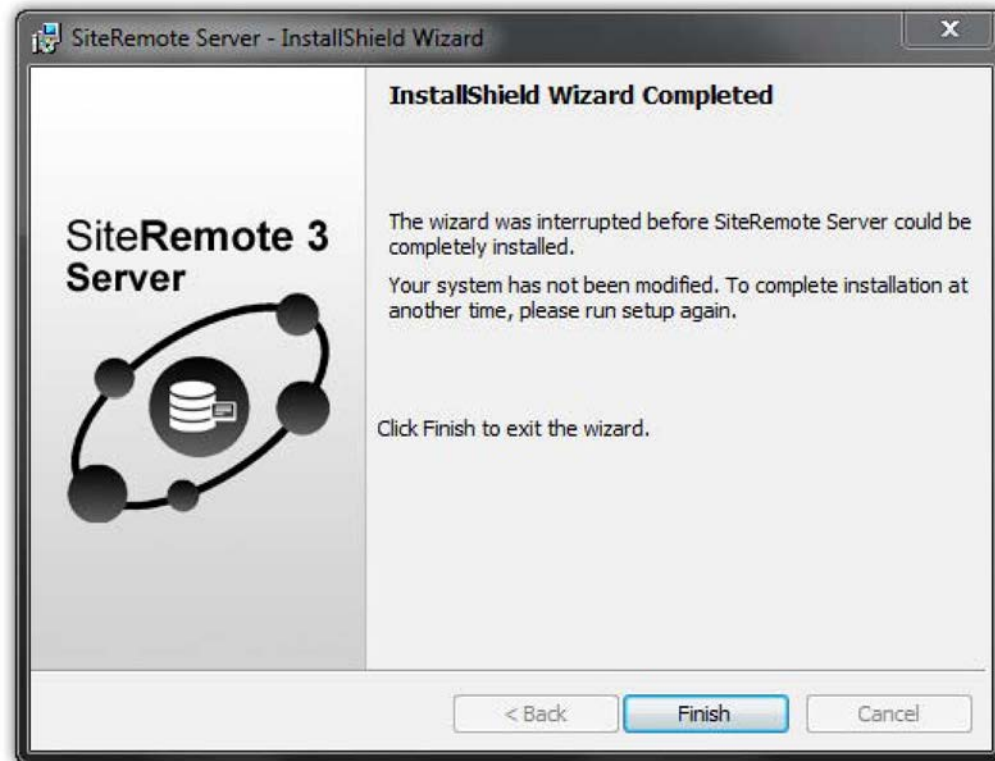 SiteRemote Server - InstallShield Wizard
InstallShield Wizard Completed
SiteRemote 3
Server
The wizard was interrupted before SiteRemote Server could be
completely installed.
Your system has not been modified. To complete installation at
another time, please run setup again.
Click Finish to exit the wizard.
< Back
Finish
Cancel